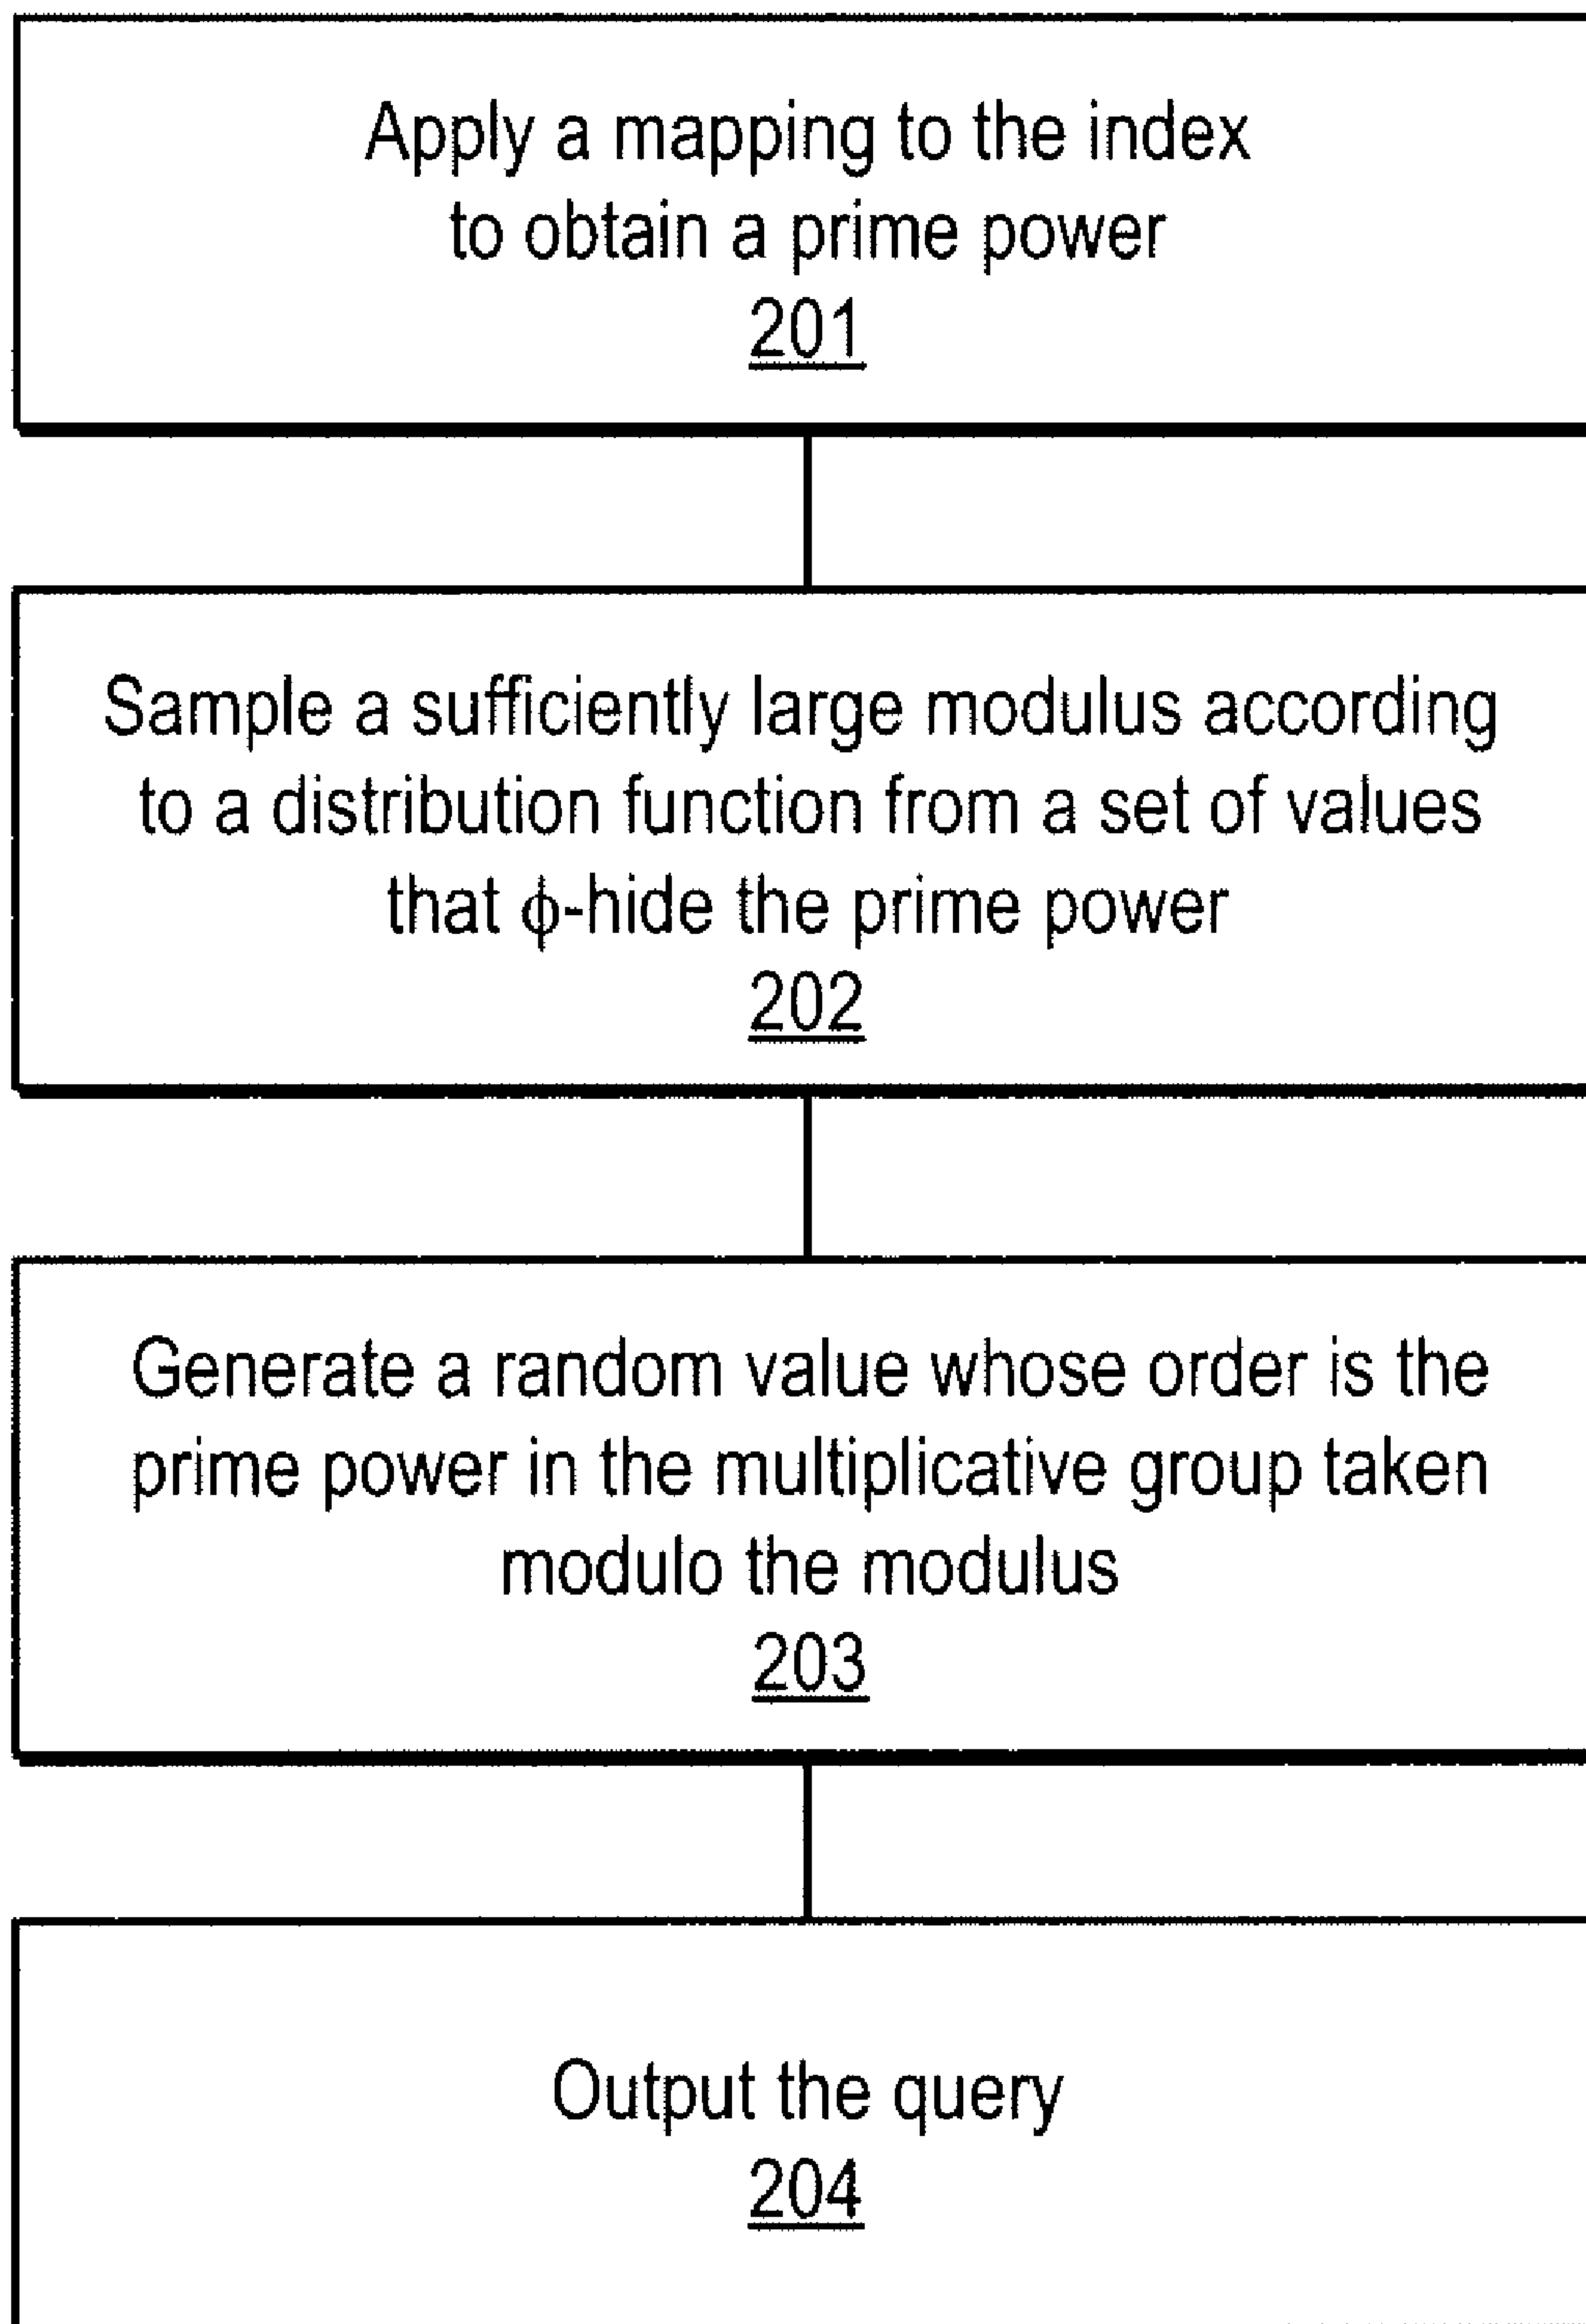 Apply a mapping to the index
to obtain a prime power
201
Sample a sufficiently large modulus according
to a distribution function from a set of values
that ϕ-hide the prime power
202
Generate a random value whose order is the
prime power in the multiplicative group taken
modulo the modulus
203
Output the query
204